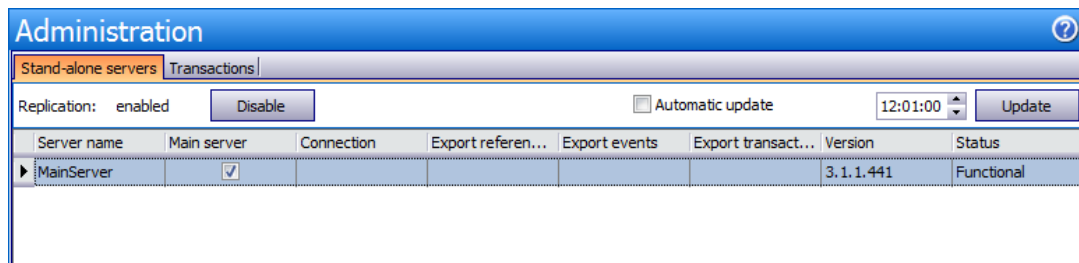 Administration
Stand-alone servers Transactions
Replication: enabled Disable Automatic update 12:01:00 Update
Server name Main server Connection Export referen... Export events Export transact... Version Status
MainServer 3.1.1.441 Functional